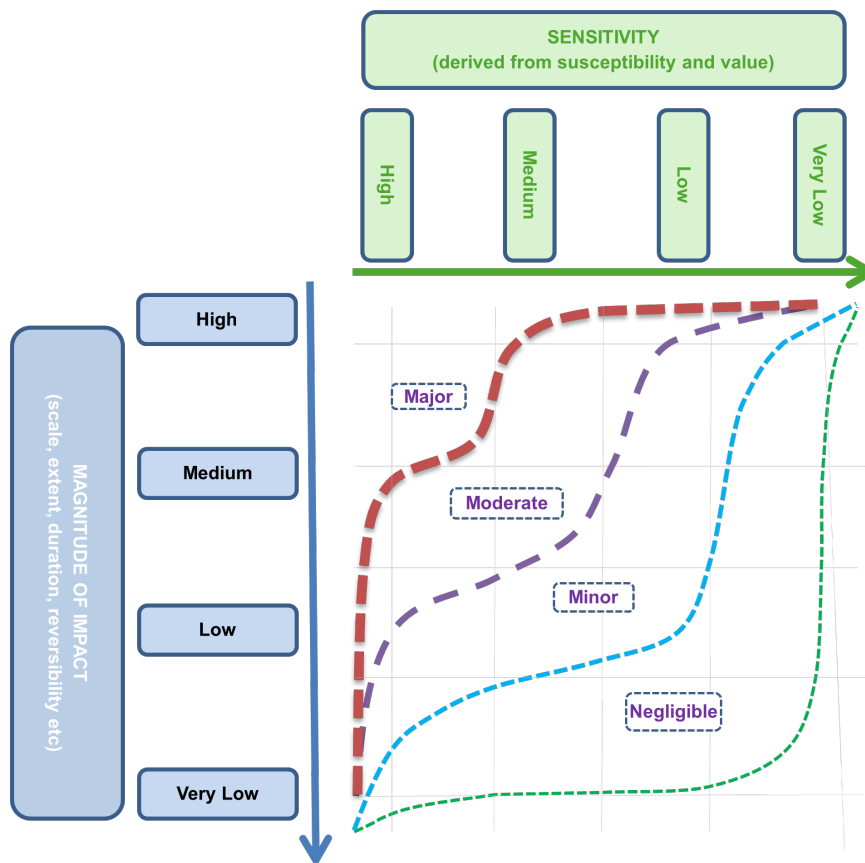 SENSITIVITY
(derived from susceptibility and value)
High
Medium
Low
Very Low
MAGNITUDE OF IMPACT
(scale, extent, duration, reversibility etc)
High
Medium
Low
Very Low
Major
Moderate
Minor
Negligible